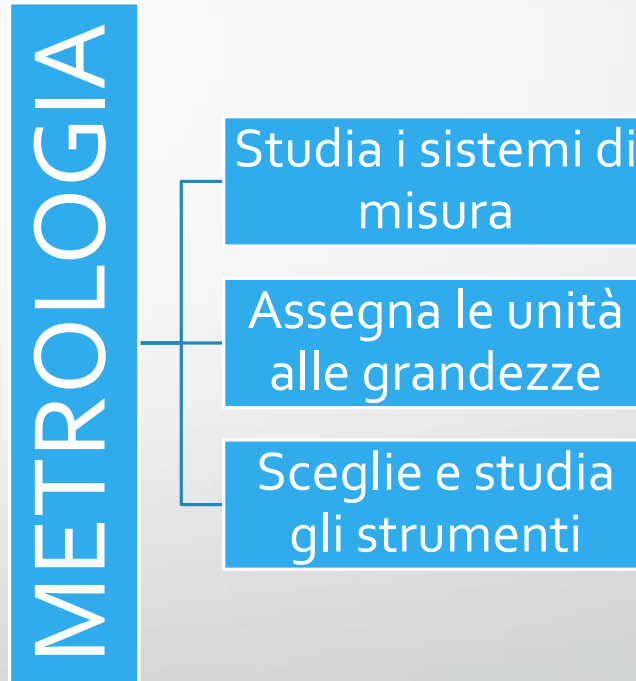 METROLOGIA
Studia i sistemi di
misura
Assegna le unità
alle grandezze
Sceglie e studia
gli strumenti